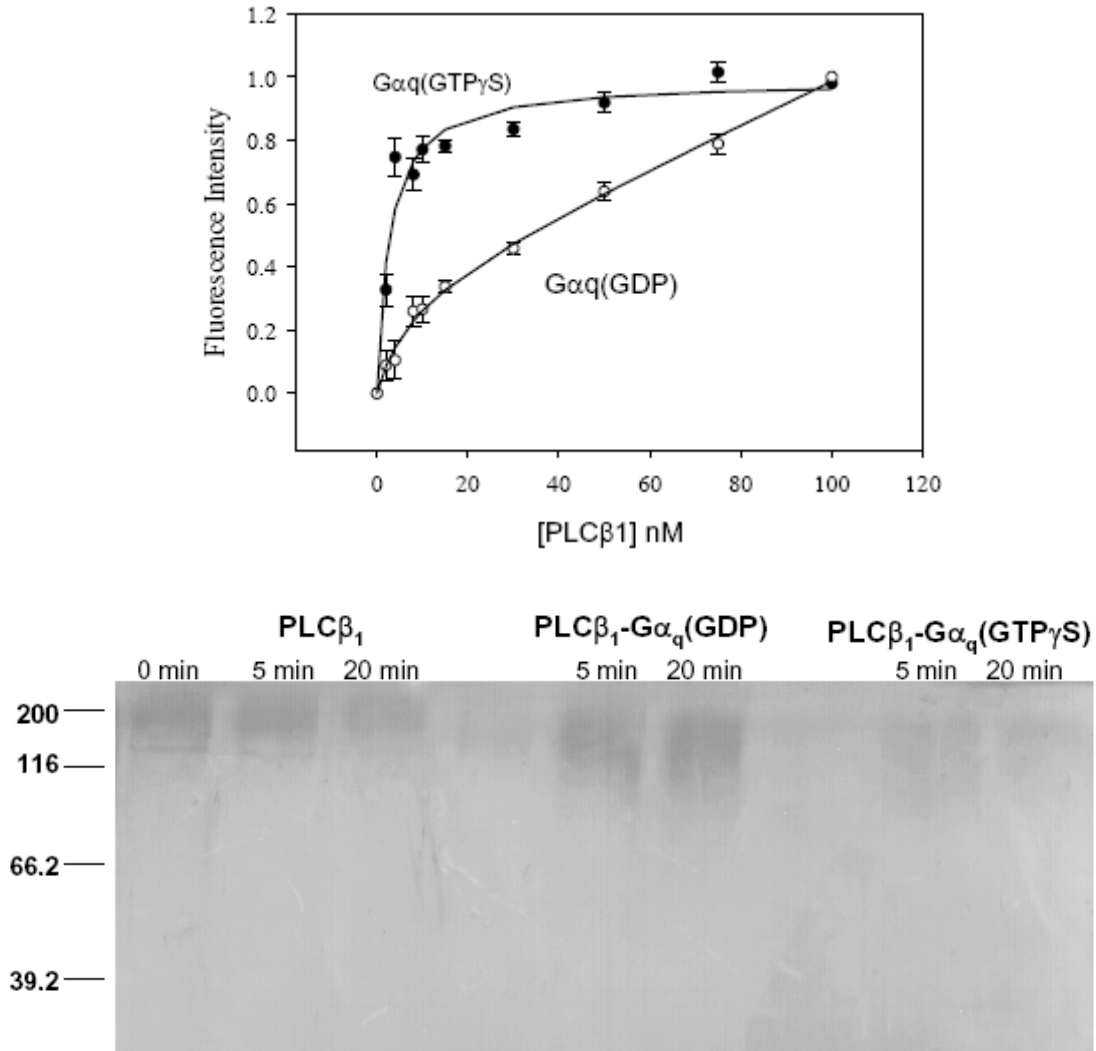 1.2
1.0
0.8
0.6
0.4
0.2
0.0
Fluorescence Intensity
Gαq(GTPγS)
Gαq(GDP)
0 20 40 60 80 100 120
[PLCβ1] nM
PLCβ₁ PLCβ₁-Gα_q(GDP) PLCβ₁-Gα_q(GTPγS)
0 min 5 min 20 min 5 min 20 min 5 min 20 min
200
116
66.2
39.2